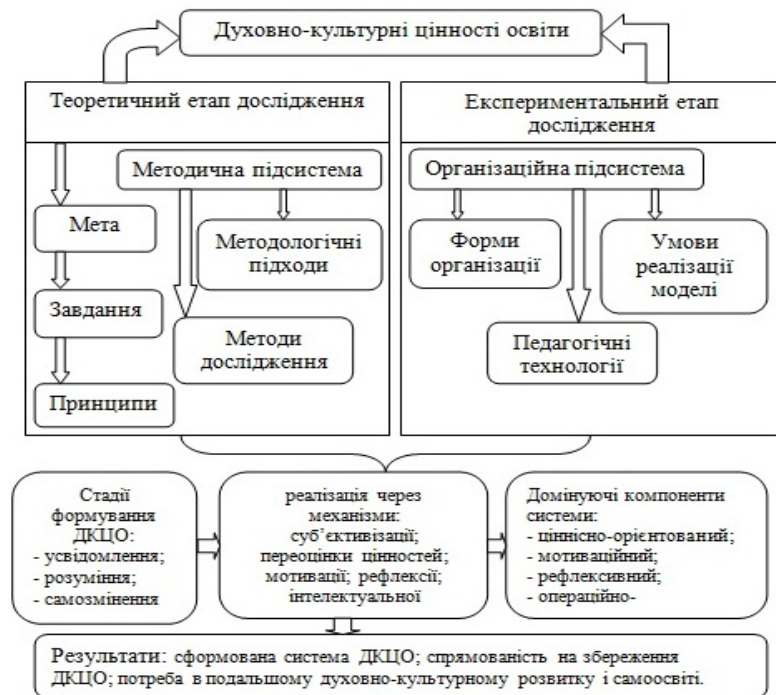 Духовно-культурні цінності освіти
Теоретичний етап дослідження
Методична підсистема
Мета
Методологічні
підходи
Завдання
Методи
дослідження
Принципи
Експериментальний етап
дослідження
Організаційна підсистема
Форми
організації
Умови
реалізації
моделі
Педагогічні
технології
Стадії
формування
ДКЦО:
- усвідомлення;
- розуміння;
- самозмінення
реалізація через
механізми:
суб’єктивізації;
переоцінки цінностей;
мотивації; рефлексії;
інтелектуальної
Домінуючі компоненти
системи:
- ціннісно-орієнтований;
- мотиваційний;
- рефлексивний;
- операційно-
Результати: сформована система ДКЦО; спрямованість на збереження
ДКЦО; потреба в подальшому духовно-культурному розвитку і самоосвіті.